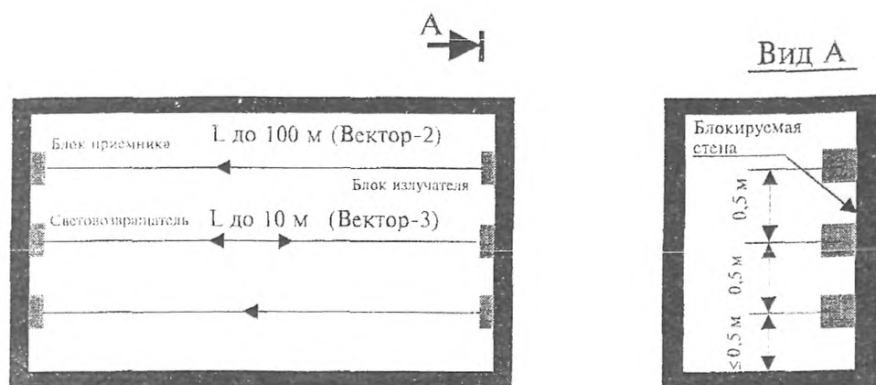 А
Вид А
Блок приемника
L до 100 м (Вектор-2)
Блок излучателя
Световозвращатель
L до 10 м (Вектор-3)
Блокируемая
стена
0,5 м
0,5 м
≤0,5 м